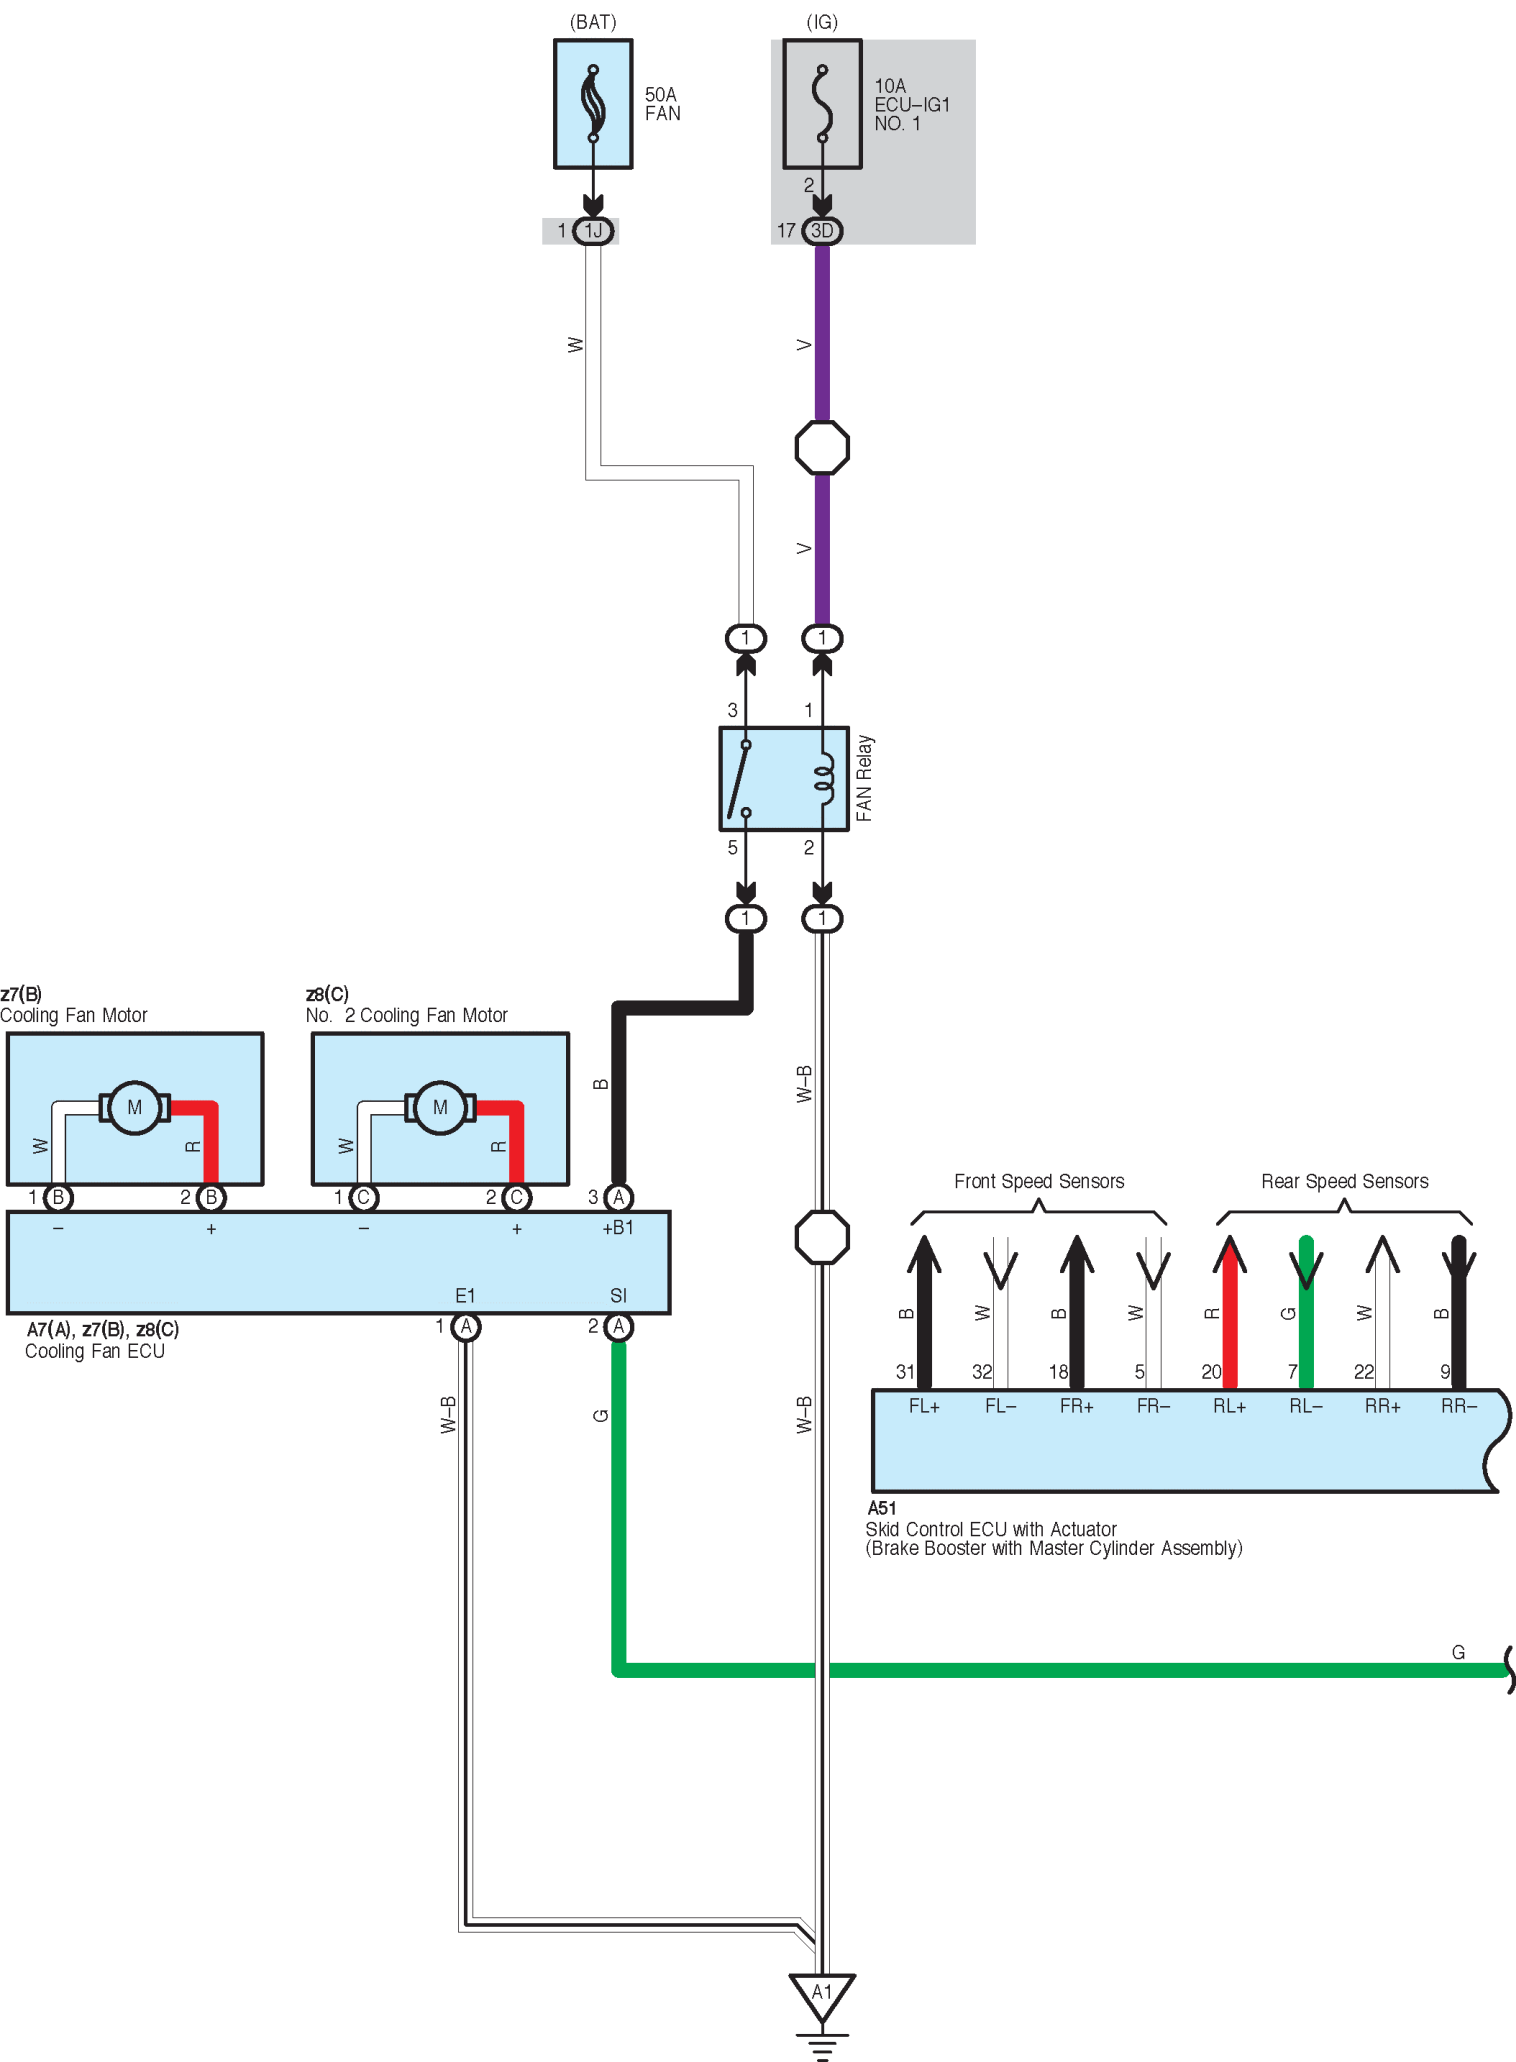 (BAT)
(IG)
50A
FAN
10A
ECU–IG1
NO. 1
2
1
1J
17
3D
W
V
V
1
1
3
1
FAN Relay
5
2
1
1
z7(B)
Cooling Fan Motor
z8(C)
No. 2 Cooling Fan Motor
M
M
W
R
W
R
B
W–B
1
B
2
B
1
C
2
C
3
A
–
+
–
+
+B1
E1
SI
1
A
2
A
A7(A), z7(B), z8(C)
Cooling Fan ECU
W–B
G
W–B
Front Speed Sensors
Rear Speed Sensors
B
W
B
W
R
G
W
B
31
32
18
5
20
7
22
9
FL+
FL–
FR+
FR–
RL+
RL–
RR+
RR–
A51
Skid Control ECU with Actuator
(Brake Booster with Master Cylinder Assembly)
G
A1